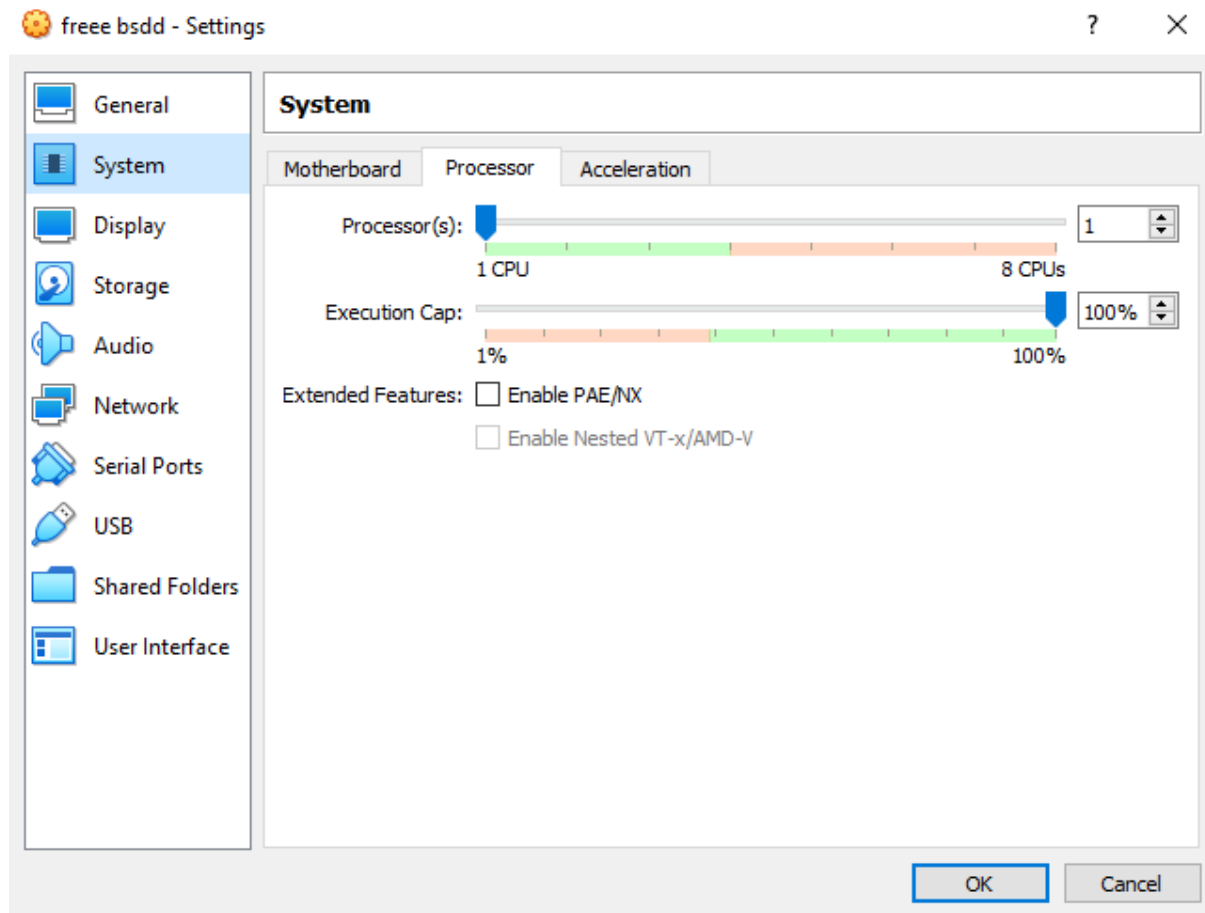 freee bsdd - Settings ? ×
General
System
Display
Storage
Audio
Network
Serial Ports
USB
Shared Folders
User Interface
System
Motherboard Processor Acceleration
Processor(s): 1
1 CPU 8 CPUs
Execution Cap: 100%
1% 100%
Extended Features: Enable PAE/NX
Enable Nested VT-x/AMD-V
OK Cancel